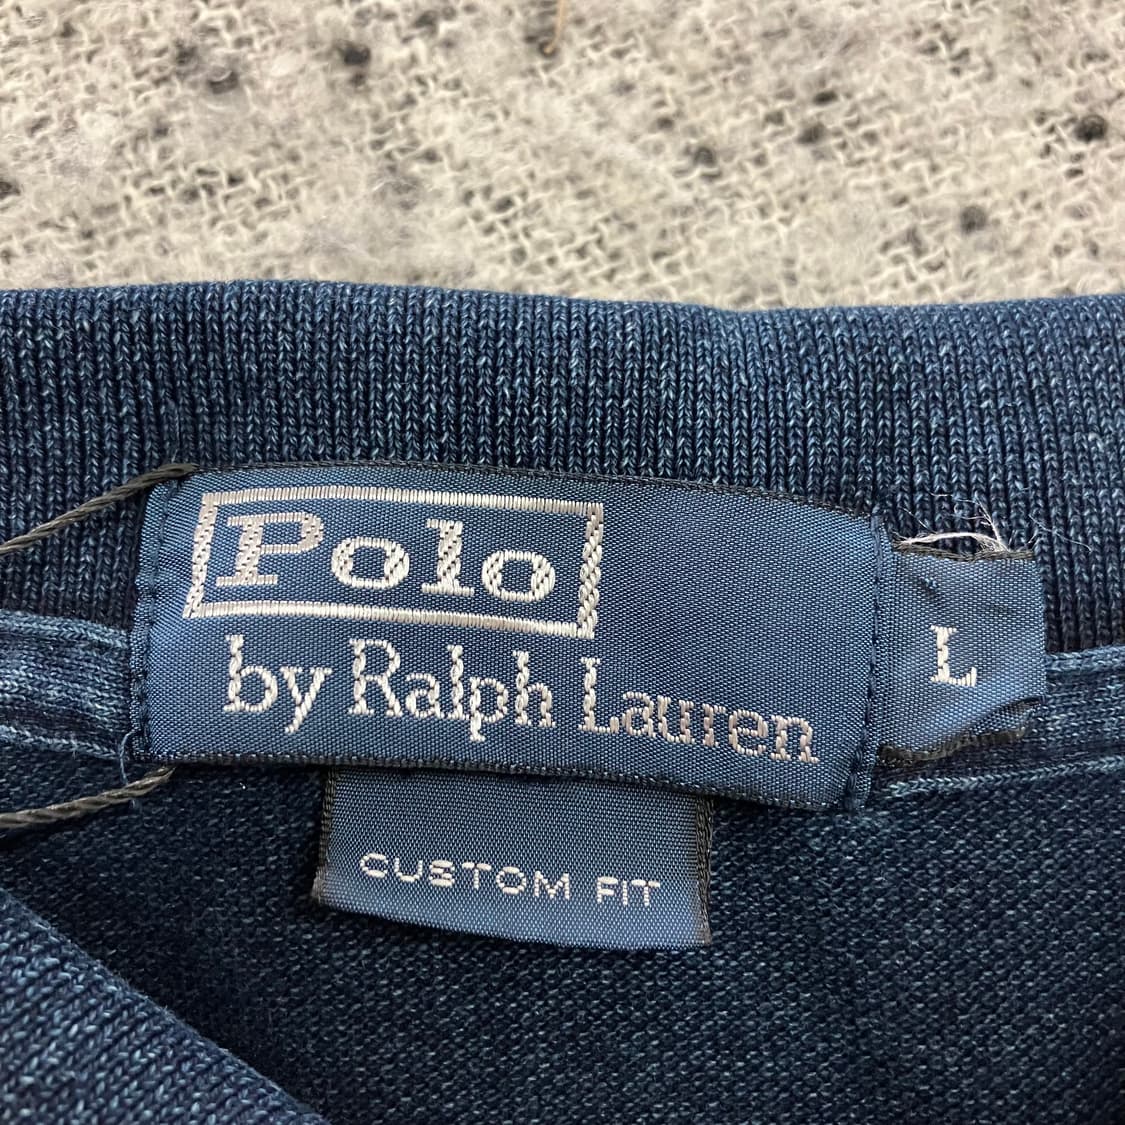 Polo
by Ralph Lauren
L
CUSTOM FIT